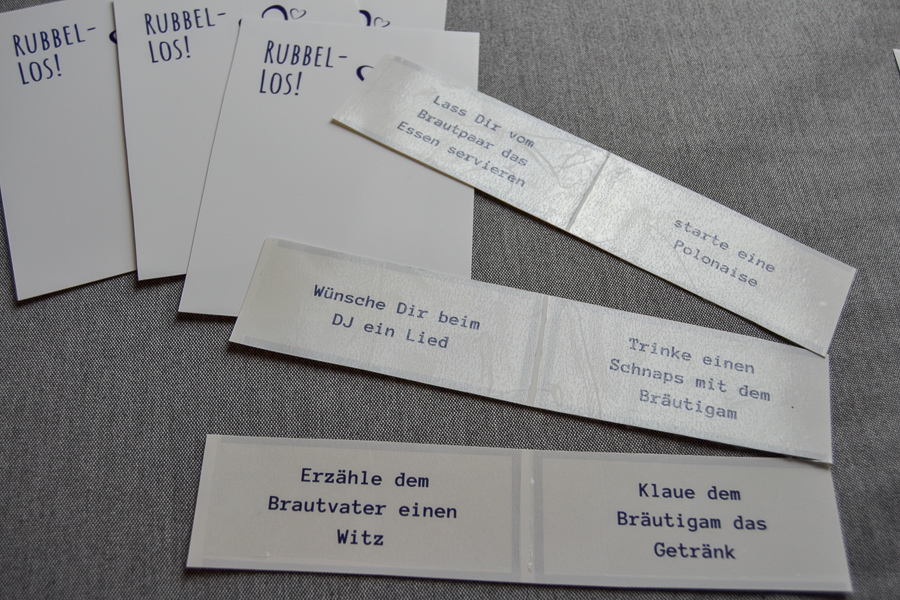 RUBBEL-
LOS!
RUBBEL-
LOS!
RUBBEL-
LOS!
Lass Dir vom
Brautpaar das
Essen servieren
starte eine
Polonaise
Wünsche Dir beim
DJ ein Lied
Trinke einen
Schnaps mit dem
Bräutigam
Erzähle dem
Brautvater einen
Witz
Klaue dem
Bräutigam das
Getränk